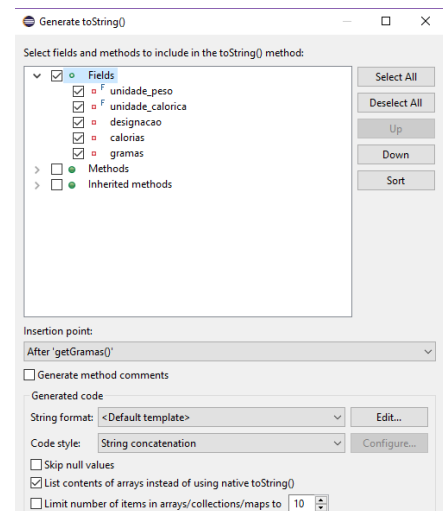 Generate toString()
Select fields and methods to include in the toString() method:
Fields
F unidade_peso
F unidade_calorica
designacao
calorias
gramas
Methods
Inherited methods
Select All
Deselect All
Up
Down
Sort
Insertion point:
After 'getGramas()'
Generate method comments
Generated code
String format: <Default template> Edit...
Code style: String concatenation Configure...
Skip null values
List contents of arrays instead of using native toString()
Limit number of items in arrays/collections/maps to 10